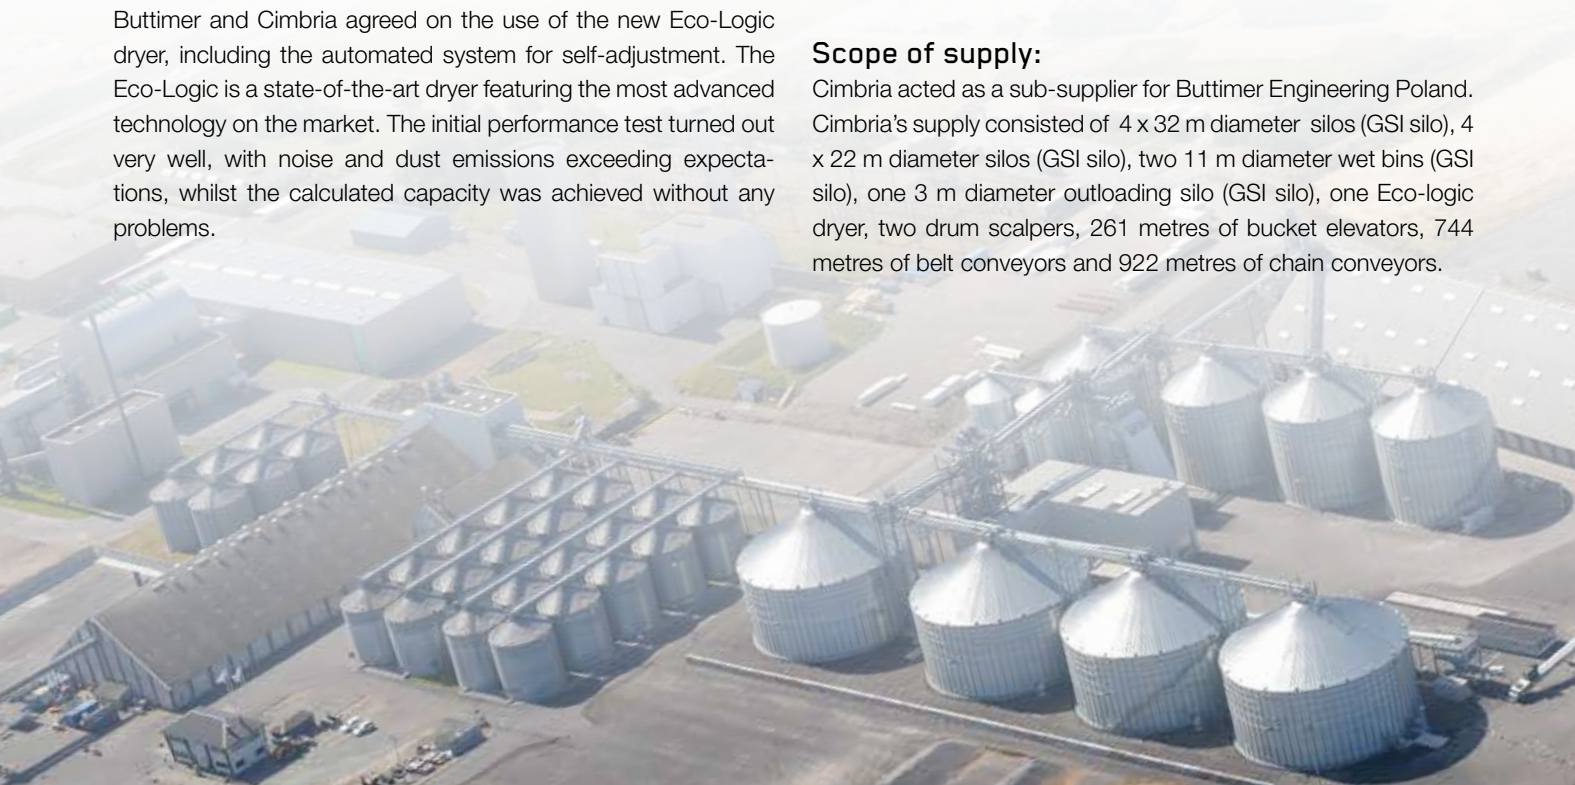 Buttimer and Cimbria agreed on the use of the new Eco-Logic
dryer, including the automated system for self-adjustment. The
Eco-Logic is a state-of-the-art dryer featuring the most advanced
technology on the market. The initial performance test turned out
very well, with noise and dust emissions exceeding expecta-
tions, whilst the calculated capacity was achieved without any
problems.
Scope of supply:
Cimbria acted as a sub-supplier for Buttimer Engineering Poland.
Cimbria's supply consisted of 4 x 32 m diameter silos (GSI silo), 4
x 22 m diameter silos (GSI silo), two 11 m diameter wet bins (GSI
silo), one 3 m diameter outloading silo (GSI silo), one Eco-logic
dryer, two drum scalpers, 261 metres of bucket elevators, 744
metres of belt conveyors and 922 metres of chain conveyors.